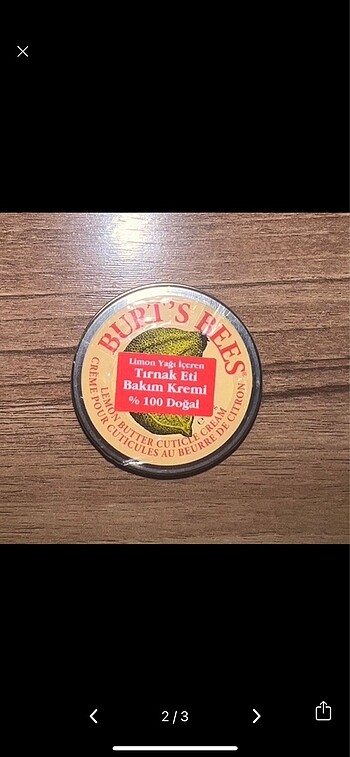 BURT'S BEES
Limon Yağı İçeren
Tırnak Eti
Bakım Kremi
% 100 Doğal
LEMON BUTTER CUTICLE CREAM
CRÈME POUR CUTICULES AU BEURRE DE CITRON
2/3